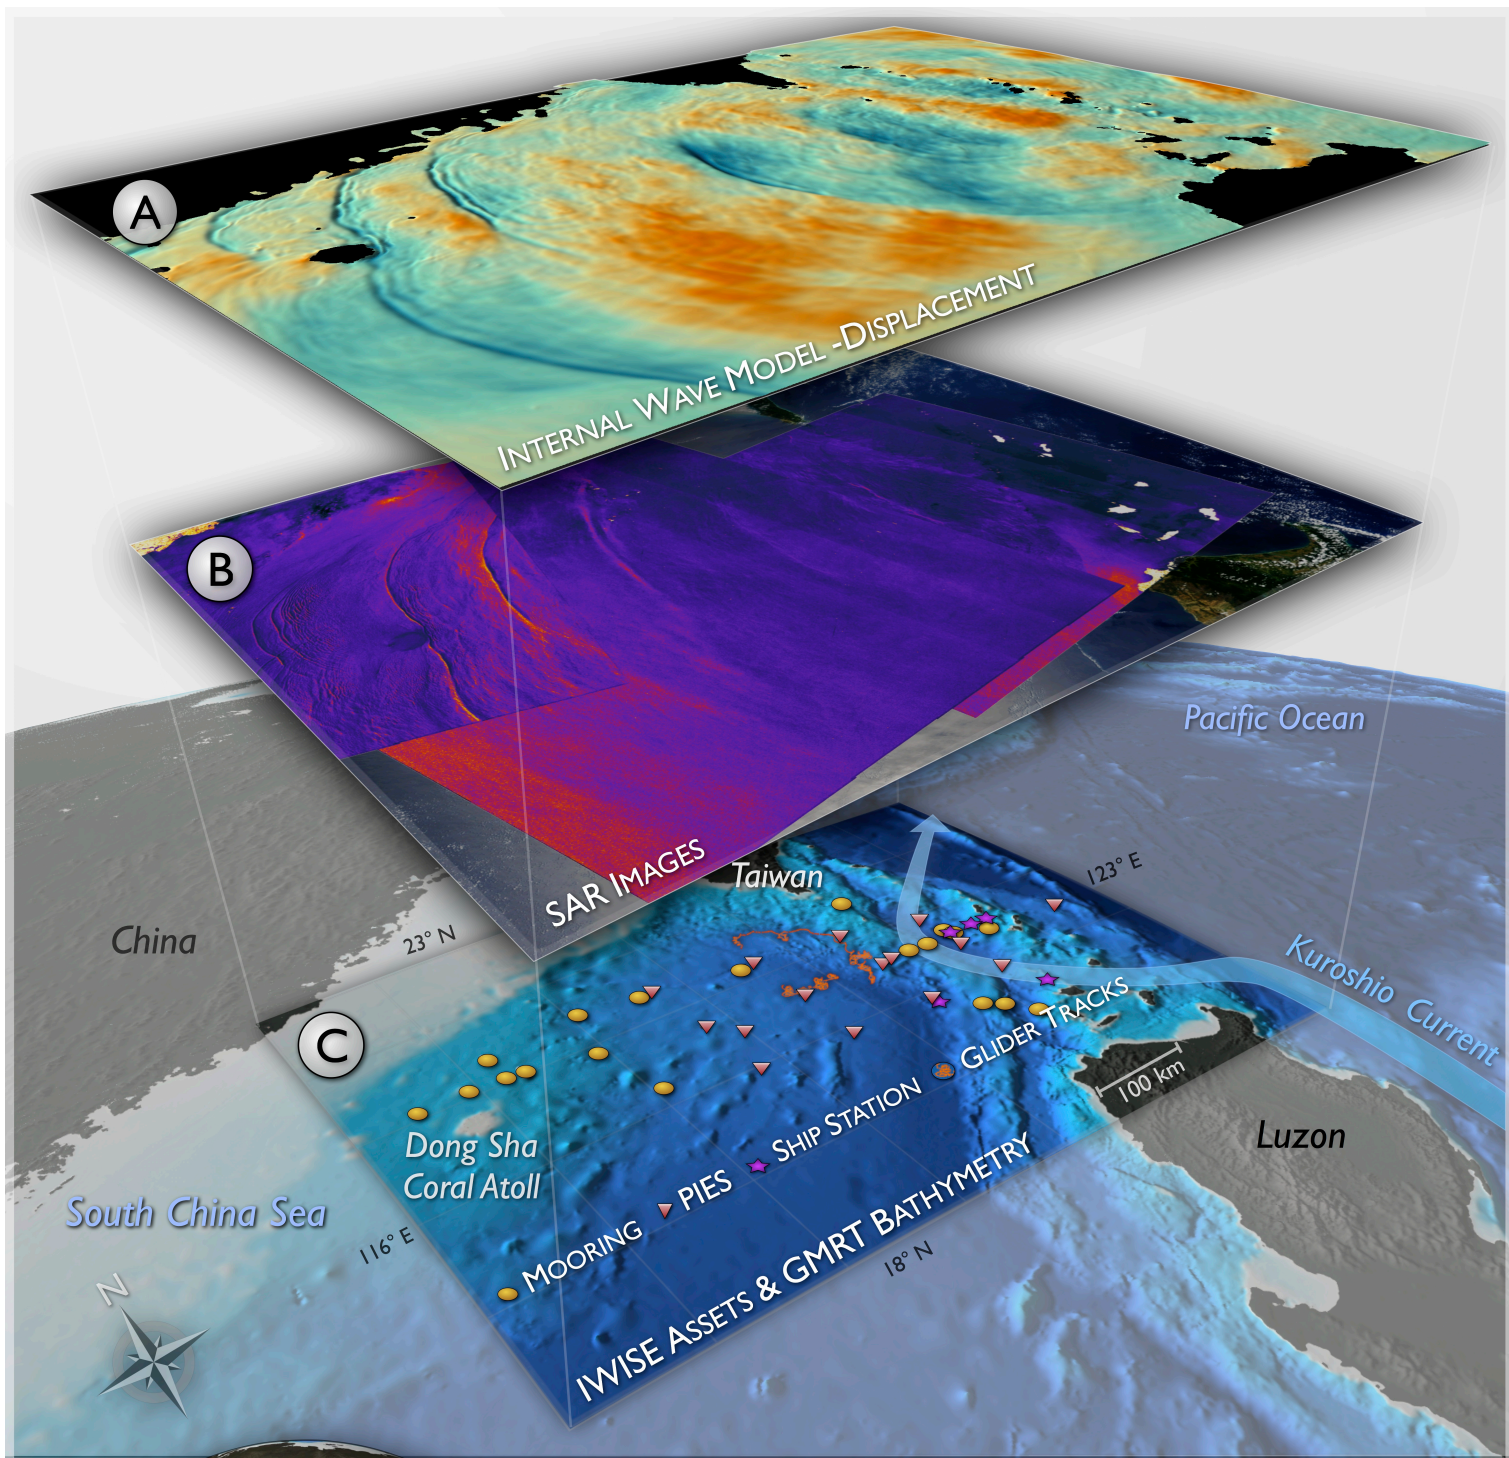 A
INTERNAL WAVE MODEL -DISPLACEMENT
B
SAR IMAGES
Pacific Ocean
Taiwan
123° E
China
23° N
Kuroshio Current
C
GLIDER TRACKS
100 km
SHIP STATION
Luzon
Dong Sha
Coral Atoll
PIES
South China Sea
MOORING
116° E
18° N
IWISE ASSETS & GMRT BATHYMETRY
N